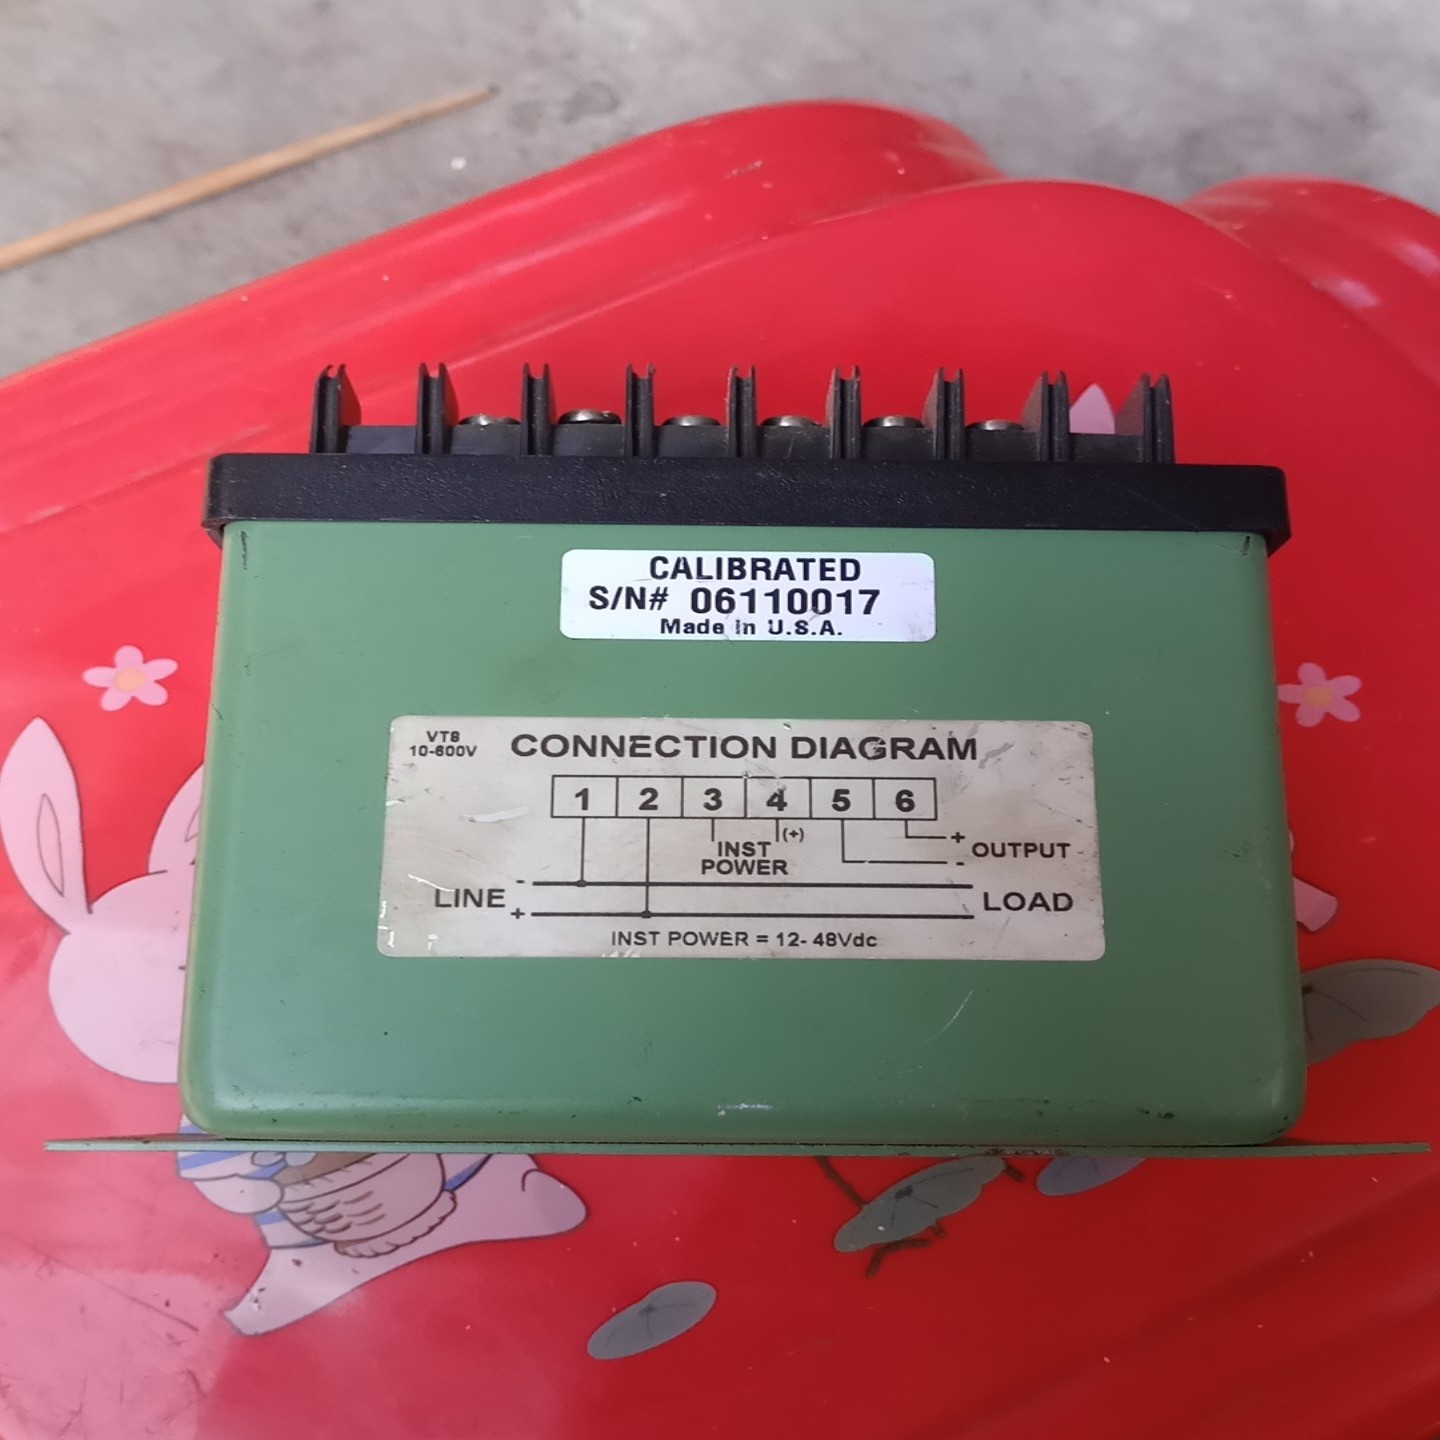 CALIBRATED
S/N# 06110017
Made in U.S.A.
VT8
10-600V
CONNECTION DIAGRAM
1 2 3 4 5 6
(+)
INST
POWER
+
OUTPUT
-
-
LINE
+
LOAD
INST POWER = 12- 48Vdc